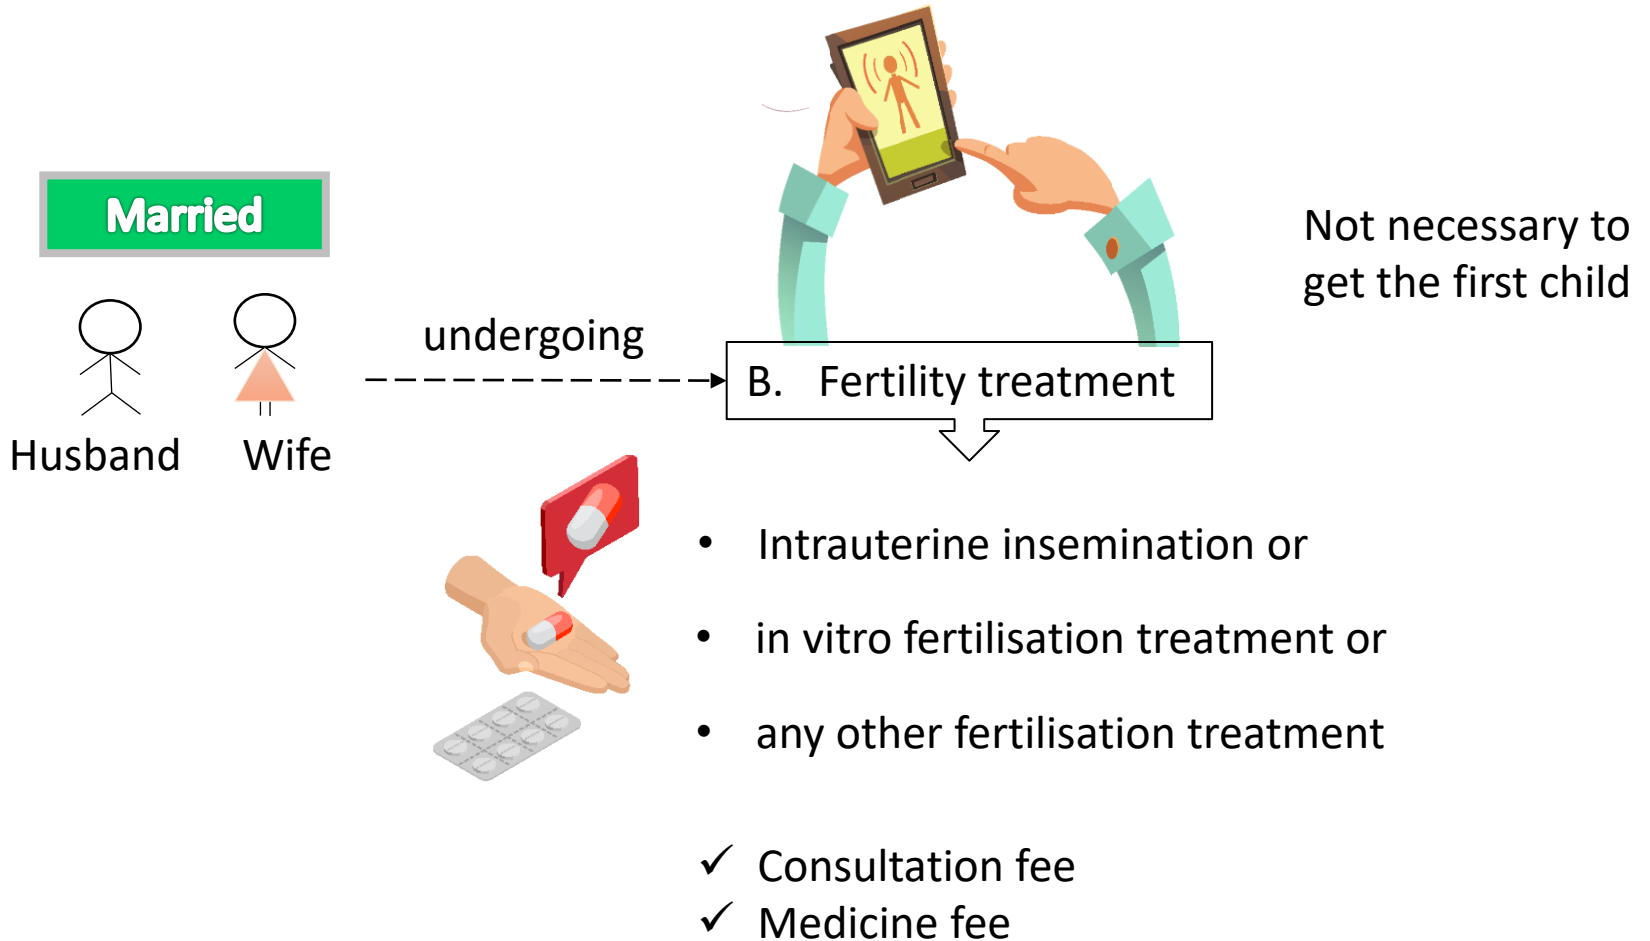 Married
Not necessary to
get the first child
undergoing
B. Fertility treatment
Husband Wife
• Intrauterine insemination or
• in vitro fertilisation treatment or
• any other fertilisation treatment
✓ Consultation fee
✓ Medicine fee